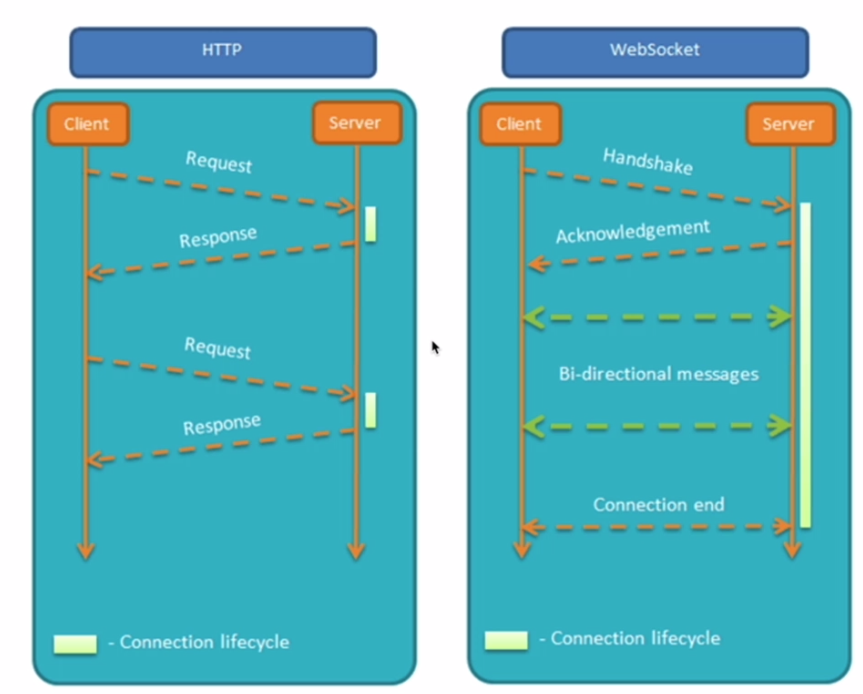 HTTP
Client
Server
Request
Response
Request
Response
- Connection lifecycle
WebSocket
Client
Server
Handshake
Acknowledgement
Bi-directional messages
Connection end
- Connection lifecycle